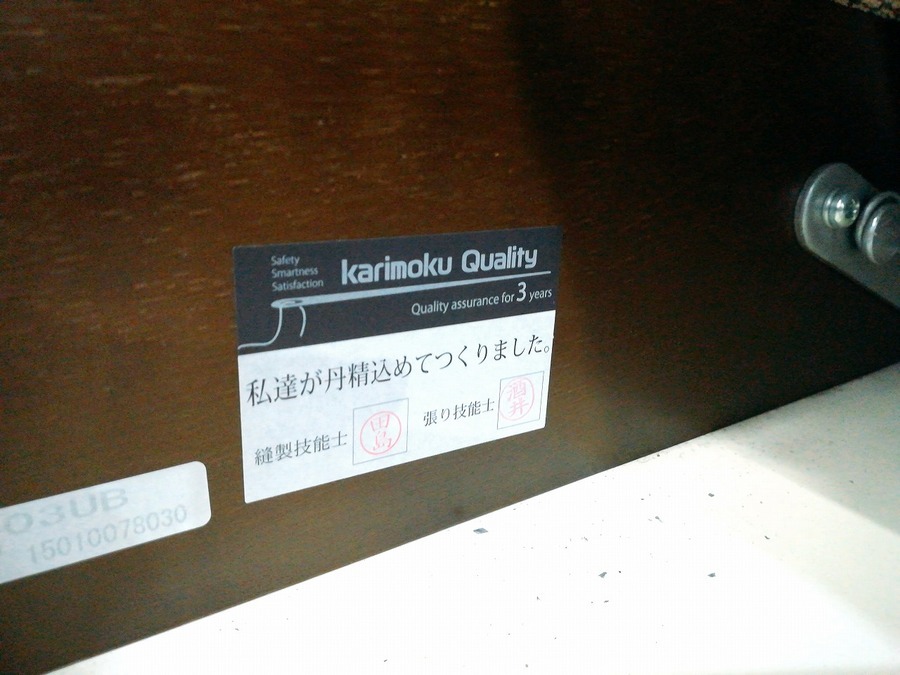 Safety
Smartness
Satisfaction
karimoku Quality
Quality assurance for 3 years
私達が丹精込めてつくりました。
縫製技能士 田島
張り技能士 酒井
03UB
15010078030